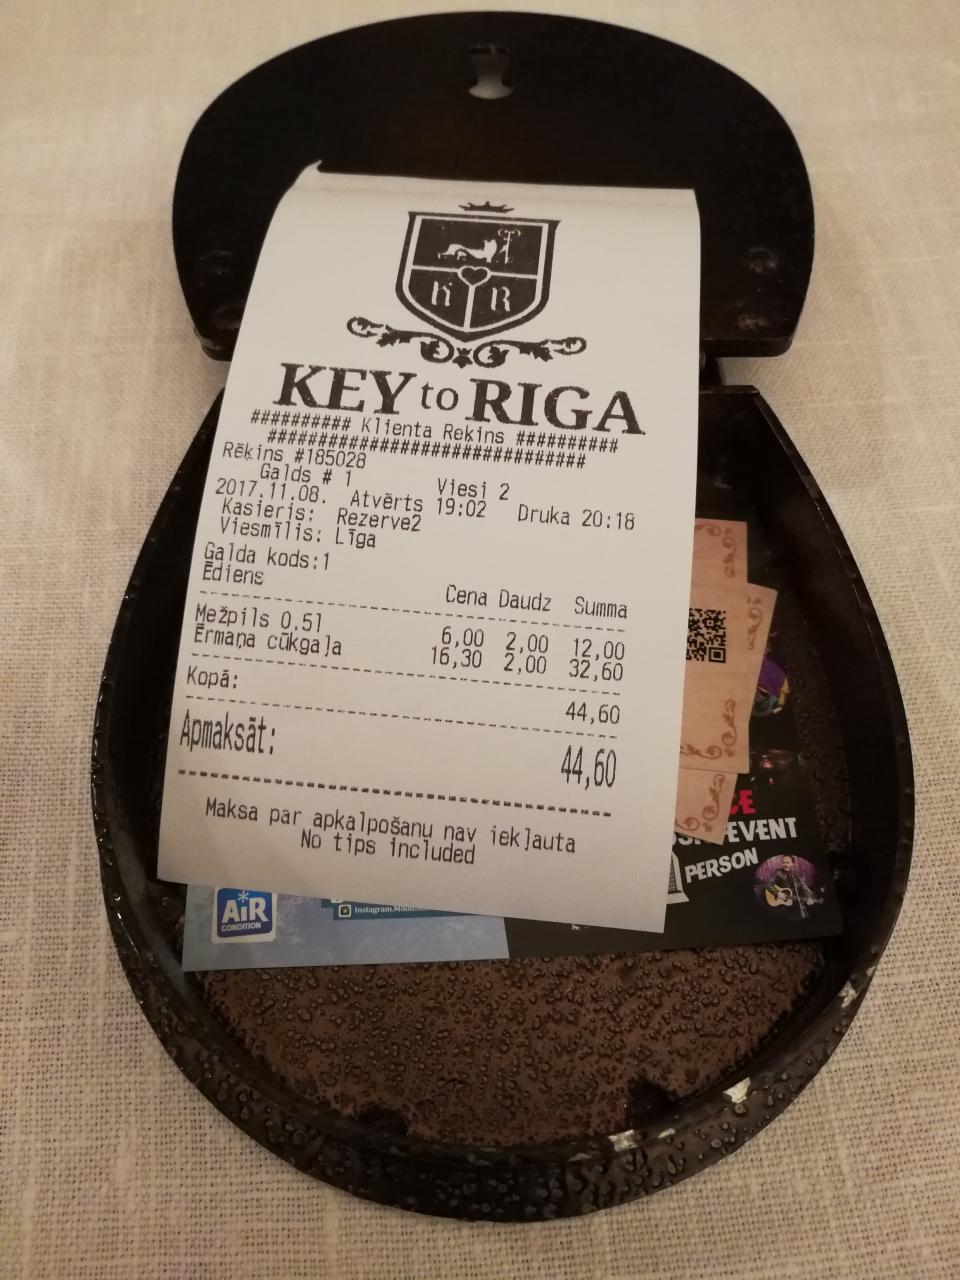 K R
KEY to RIGA
########## Klienta Reķins ##########
##############################
Rēķins #185028
Galds # 1 Viesi 2
2017.11.08. Atvērts 19:02 Druka 20:18
Kasieris: Rezerve2
Viesmīlis: Līga
Galda kods:1
Ēdiens Cena Daudz Summa
Mežpils 0.5l 6,00 2,00 12,00
Ērmaņa cūkgaļa 16,30 2,00 32,60
Kopā: 44,60
Apmaksāt: 44,60
Maksa par apkalpošanu nav iekļauta
No tips included
EVENT
PERSON
AiR
CONDITION